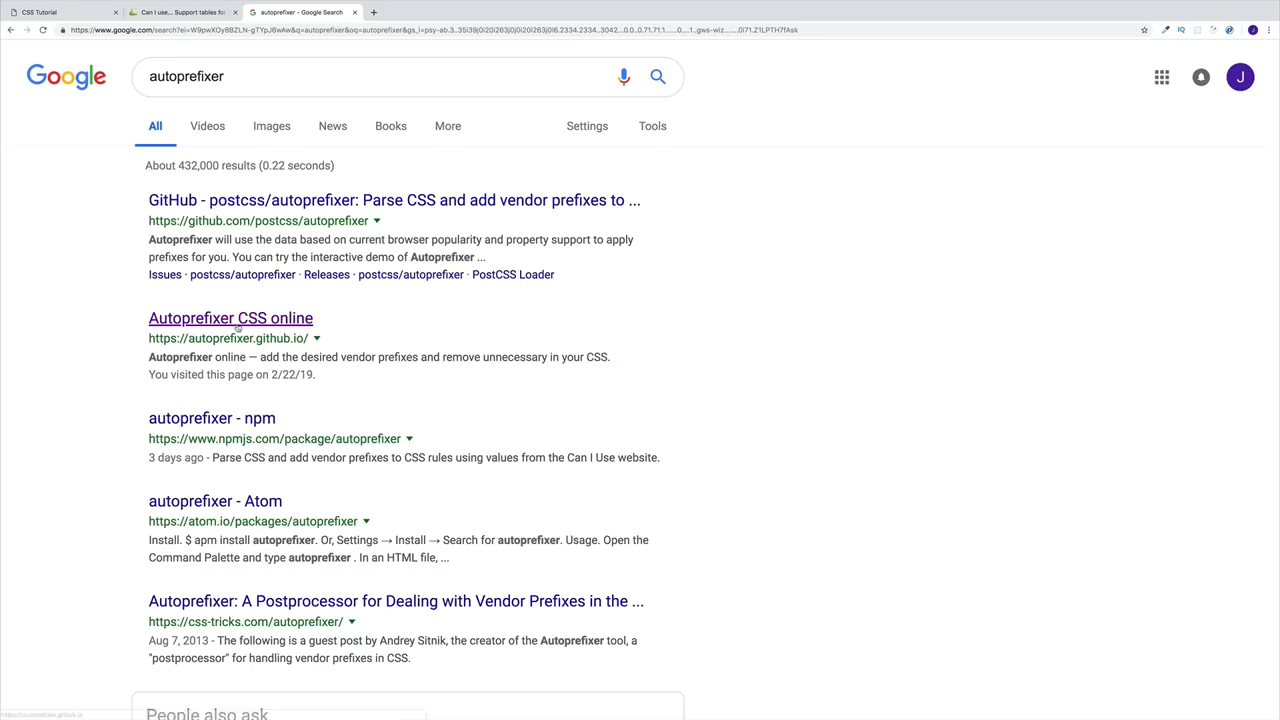 CSS Tutorial
Can I use... Support tables for
autoprefixer - Google Search
Google
autoprefixer
J
All
Videos
Images
News
Books
More
Settings
Tools
About 432,000 results (0.22 seconds)
GitHub - postcss/autoprefixer: Parse CSS and add vendor prefixes to ...
https://github.com/postcss/autoprefixer
Autoprefixer will use the data based on current browser popularity and property support to apply
prefixes for you. You can try the interactive demo of Autoprefixer ...
Issues · postcss/autoprefixer · Releases · postcss/autoprefixer · PostCSS Loader
Autoprefixer CSS online
https://autoprefixer.github.io/
Autoprefixer online — add the desired vendor prefixes and remove unnecessary in your CSS.
You visited this page on 2/22/19.
autoprefixer - npm
https://www.npmjs.com/package/autoprefixer
3 days ago - Parse CSS and add vendor prefixes to CSS rules using values from the Can I Use website.
autoprefixer - Atom
https://atom.io/packages/autoprefixer
Install. $ apm install autoprefixer. Or, Settings → Install → Search for autoprefixer. Usage. Open the
Command Palette and type autoprefixer . In an HTML file, ...
Autoprefixer: A Postprocessor for Dealing with Vendor Prefixes in the ...
https://css-tricks.com/autoprefixer/
Aug 7, 2013 - The following is a guest post by Andrey Sitnik, the creator of the Autoprefixer tool, a
"postprocessor" for handling vendor prefixes in CSS.
People also ask
https://autoprefixer.github.io